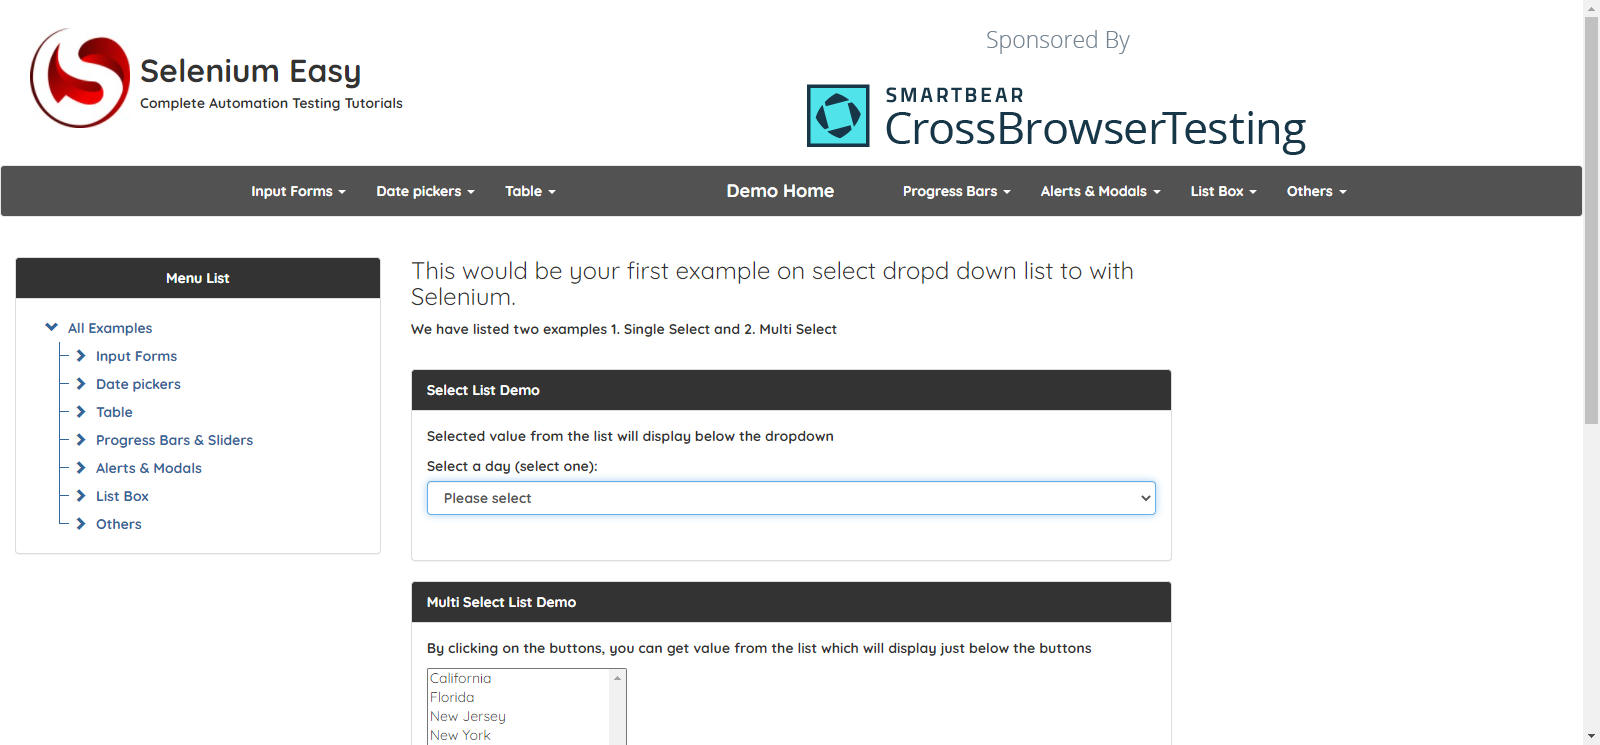 Selenium Easy
Complete Automation Testing Tutorials
Sponsored By
SMARTBEAR
CrossBrowserTesting
Input Forms Date pickers Table Demo Home Progress Bars Alerts & Modals List Box Others
Menu List
All Examples
Input Forms
Date pickers
Table
Progress Bars & Sliders
Alerts & Modals
List Box
Others
This would be your first example on select dropd down list to with
Selenium.
We have listed two examples 1. Single Select and 2. Multi Select
Select List Demo
Selected value from the list will display below the dropdown
Select a day (select one):
Please select
Multi Select List Demo
By clicking on the buttons, you can get value from the list which will display just below the buttons
California
Florida
New Jersey
New York